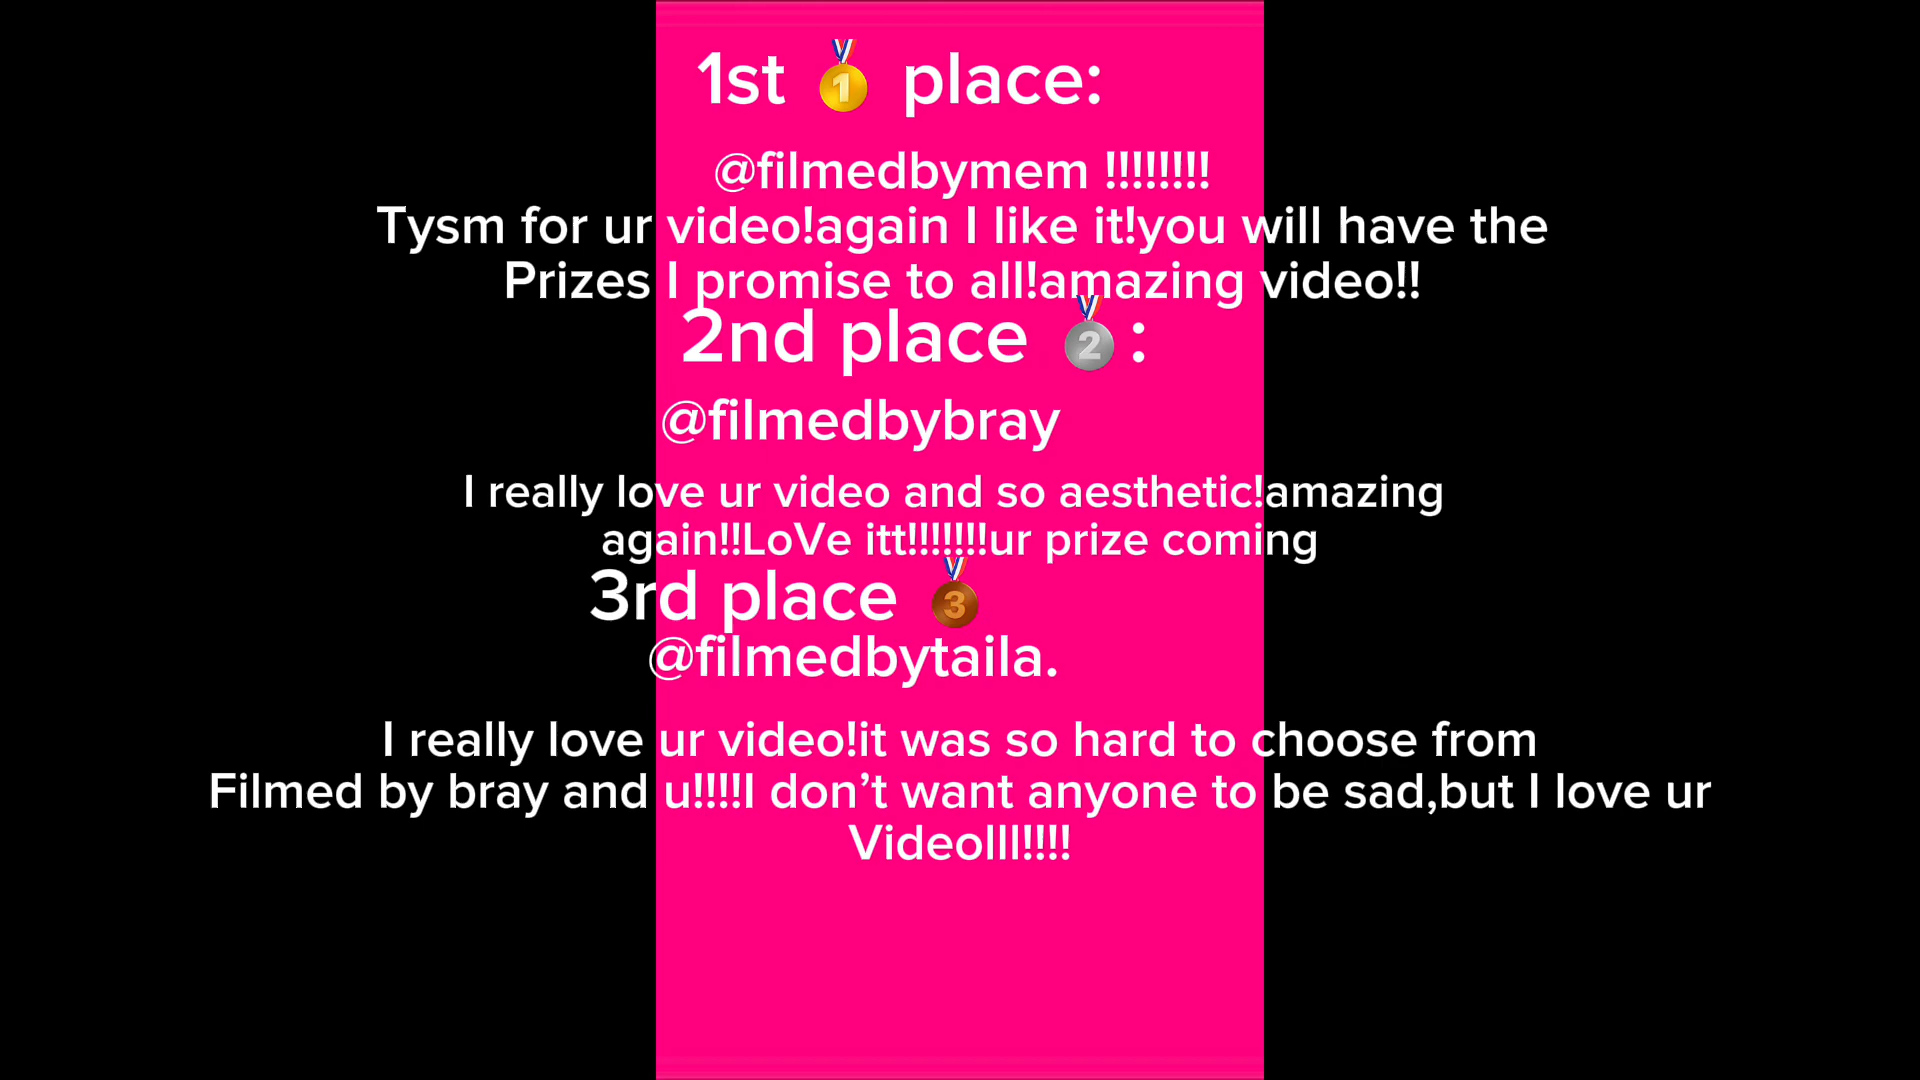 1st 🥇 place:
@filmedbymem !!!!!!!!
Tysm for ur video!again I like it!you will have the
Prizes I promise to all!amazing video!!
2nd place 🥈:
@filmedbybray
I really love ur video and so aesthetic!amazing
again!!LoVe itt!!!!!!!ur prize coming
3rd place 🥉
@filmedbytaila.
I really love ur video!it was so hard to choose from
Filmed by bray and u!!!!I don’t want anyone to be sad,but I love ur
Videolll!!!!